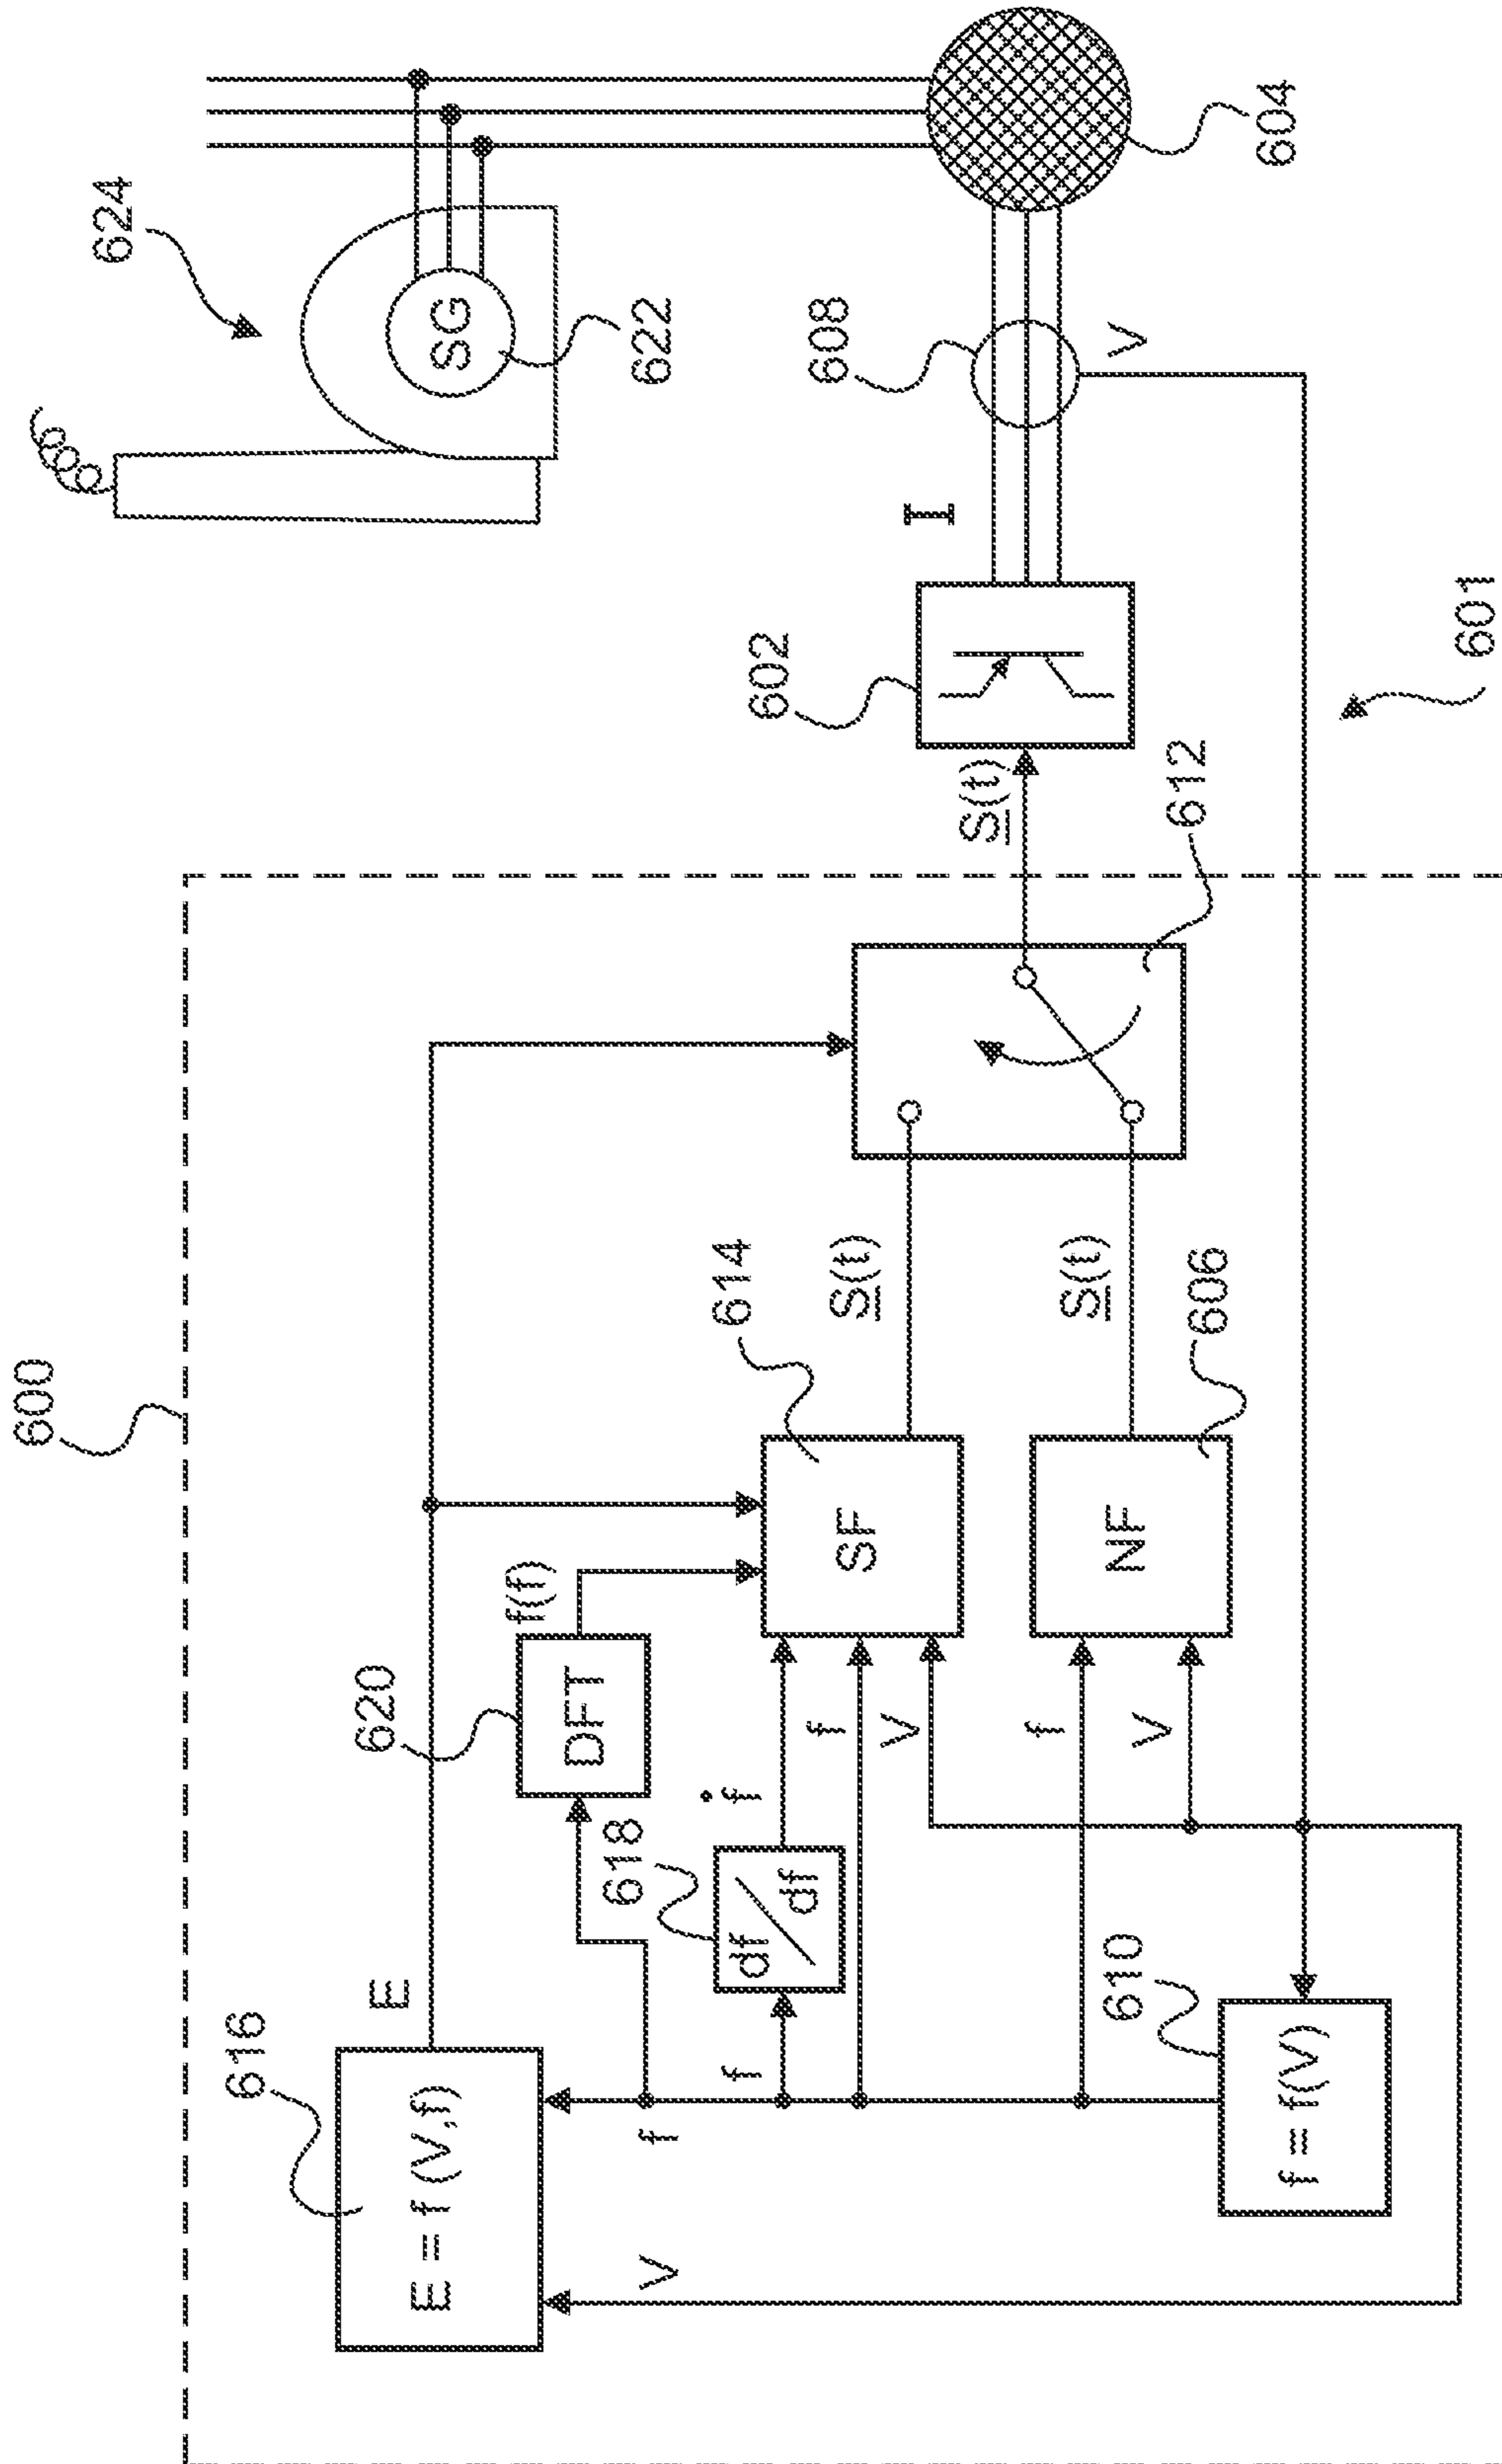 600
616
E = f (V,f)
E
V
f
f
620
DFT
f(f)
618
df
df
ḟ
f
V
f
V
610
f = f(V)
614
SF
S(t)
606
NF
S(t)
612
S(t)
602
I
608
V
601
624
SG
622
604